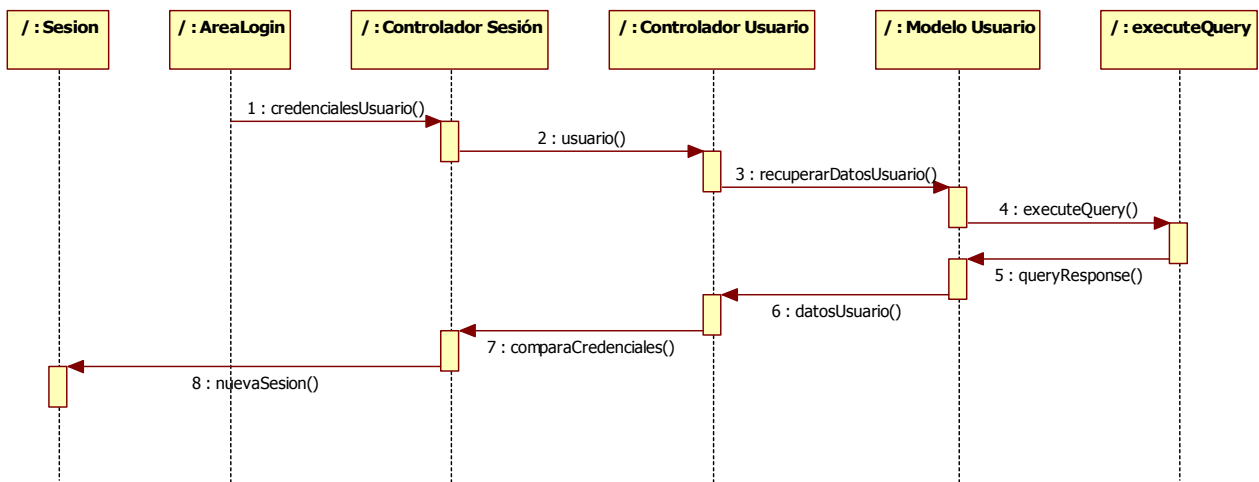 / : Sesion
/ : AreaLogin
/ : Controlador Sesión
/ : Controlador Usuario
/ : Modelo Usuario
/ : executeQuery
1 : credencialesUsuario()
2 : usuario()
3 : recuperarDatosUsuario()
4 : executeQuery()
5 : queryResponse()
6 : datosUsuario()
7 : comparaCredenciales()
8 : nuevaSesion()